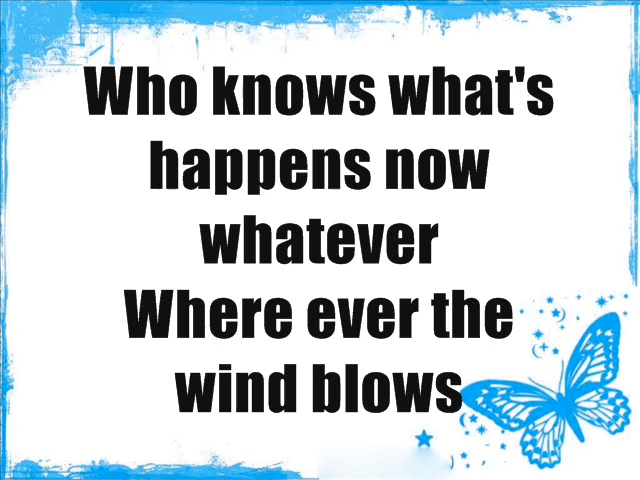 Who knows what's
happens now
whatever
Where ever the
wind blows